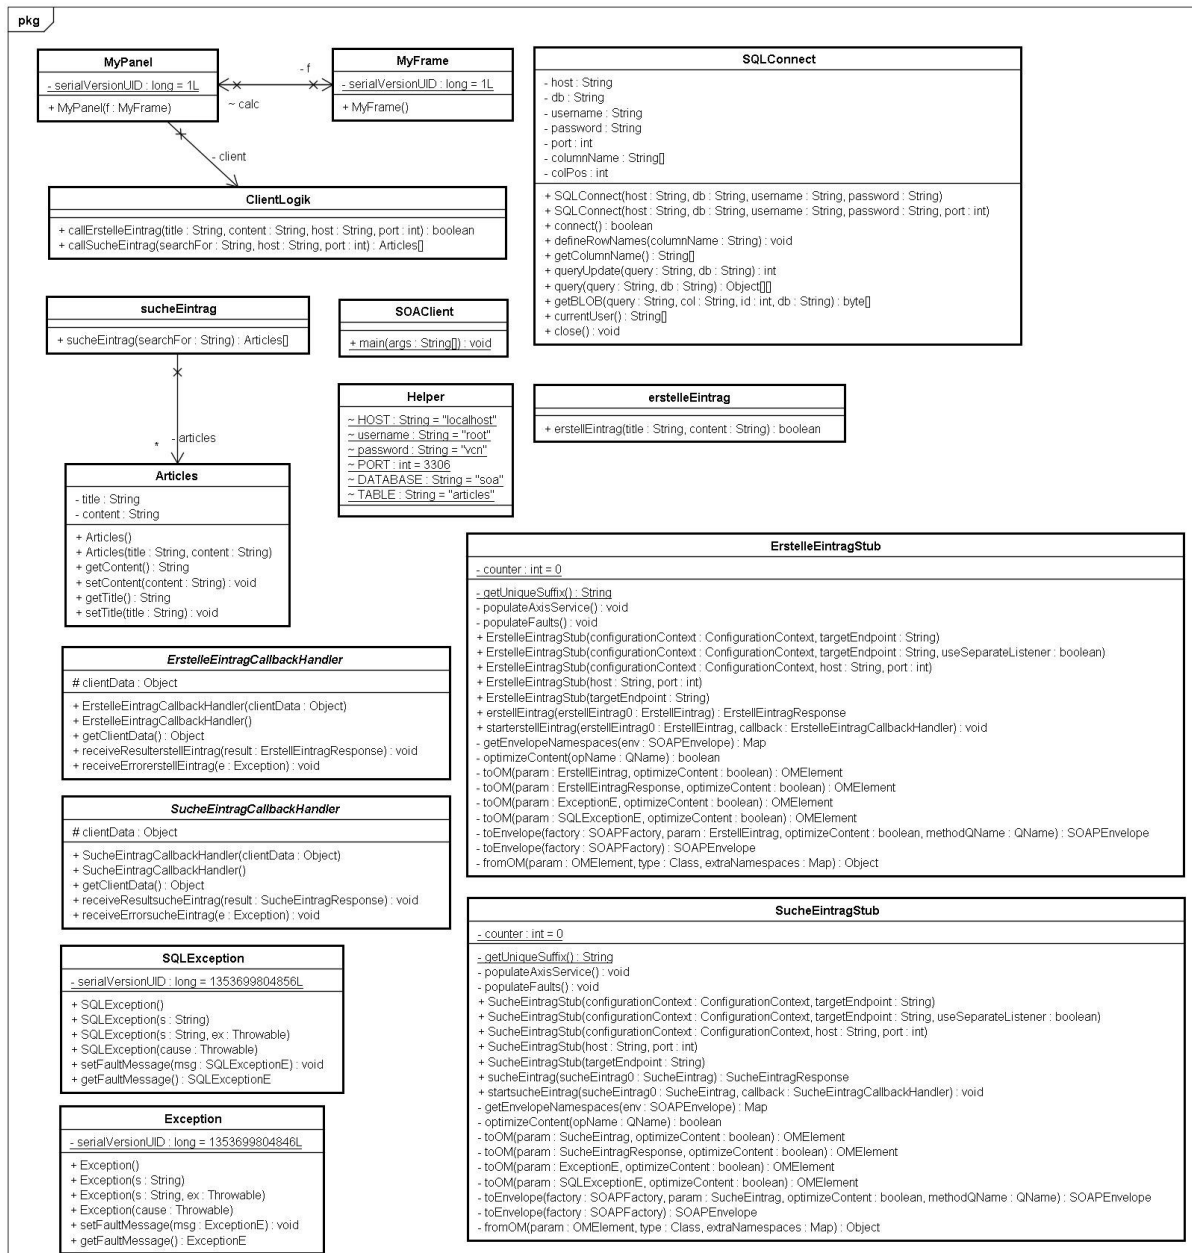 pkg
MyPanel
- serialVersionUID : long = 1L
+ MyPanel(f : MyFrame)
- f
~ calc
MyFrame
- serialVersionUID : long = 1L
+ MyFrame()
- client
ClientLogik
+ callErstelleEintrag(title : String, content : String, host : String, port : int) : boolean
+ callSucheEintrag(searchFor : String, host : String, port : int) : Articles[]
SQLConnect
- host : String
- db : String
- username : String
- password : String
- port : int
- columnName : String[]
- colPos : int
+ SQLConnect(host : String, db : String, username : String, password : String)
+ SQLConnect(host : String, db : String, username : String, password : String, port : int)
+ connect() : boolean
+ defineRowNames(columnName : String) : void
+ getColumnName() : String[]
+ queryUpdate(query : String, db : String) : int
+ query(query : String, db : String) : Object[][]
+ getBLOB(query : String, col : String, id : int, db : String) : byte[]
+ currentUser() : String[]
+ close() : void
sucheEintrag
+ sucheEintrag(searchFor : String) : Articles[]
SOAClient
+ main(args : String[]) : void
Helper
~ HOST : String = "localhost"
~ username : String = "root"
~ password : String = "vcn"
~ PORT : int = 3306
~ DATABASE : String = "soa"
~ TABLE : String = "articles"
erstelleEintrag
+ erstellEintrag(title : String, content : String) : boolean
* - articles
Articles
- title : String
- content : String
+ Articles()
+ Articles(title : String, content : String)
+ getContent() : String
+ setContent(content : String) : void
+ getTitle() : String
+ setTitle(title : String) : void
ErstelleEintragCallbackHandler
# clientData : Object
+ ErstelleEintragCallbackHandler(clientData : Object)
+ ErstelleEintragCallbackHandler()
+ getClientData() : Object
+ receiveResulterstellEintrag(result : ErstellEintragResponse) : void
+ receiveErrorerstellEintrag(e : Exception) : void
SucheEintragCallbackHandler
# clientData : Object
+ SucheEintragCallbackHandler(clientData : Object)
+ SucheEintragCallbackHandler()
+ getClientData() : Object
+ receiveResultsucheEintrag(result : SucheEintragResponse) : void
+ receiveErrorsucheEintrag(e : Exception) : void
SQLException
- serialVersionUID : long = 1353699804856L
+ SQLException()
+ SQLException(s : String)
+ SQLException(s : String, ex : Throwable)
+ SQLException(cause : Throwable)
+ setFaultMessage(msg : SQLExceptionE) : void
+ getFaultMessage() : SQLExceptionE
Exception
- serialVersionUID : long = 1353699804846L
+ Exception()
+ Exception(s : String)
+ Exception(s : String, ex : Throwable)
+ Exception(cause : Throwable)
+ setFaultMessage(msg : ExceptionE) : void
+ getFaultMessage() : ExceptionE
ErstelleEintragStub
- counter : int = 0
- getUniqueSuffix() : String
- populateAxisService() : void
- populateFaults() : void
+ ErstelleEintragStub(configurationContext : ConfigurationContext, targetEndpoint : String)
+ ErstelleEintragStub(configurationContext : ConfigurationContext, targetEndpoint : String, useSeparateListener : boolean)
+ ErstelleEintragStub(configurationContext : ConfigurationContext, host : String, port : int)
+ ErstelleEintragStub(host : String, port : int)
+ ErstelleEintragStub(targetEndpoint : String)
+ erstellEintrag(erstellEintrag0 : ErstellEintrag) : ErstellEintragResponse
+ starterstellEintrag(erstellEintrag0 : ErstellEintrag, callback : ErstelleEintragCallbackHandler) : void
- getEnvelopeNamespaces(env : SOAPEnvelope) : Map
- optimizeContent(opName : QName) : boolean
- toOM(param : ErstellEintrag, optimizeContent : boolean) : OMElement
- toOM(param : ErstellEintragResponse, optimizeContent : boolean) : OMElement
- toOM(param : ExceptionE, optimizeContent : boolean) : OMElement
- toOM(param : SQLExceptionE, optimizeContent : boolean) : OMElement
- toEnvelope(factory : SOAPFactory, param : ErstellEintrag, optimizeContent : boolean, methodQName : QName) : SOAPEnvelope
- toEnvelope(factory : SOAPFactory) : SOAPEnvelope
- fromOM(param : OMElement, type : Class, extraNamespaces : Map) : Object
SucheEintragStub
- counter : int = 0
- getUniqueSuffix() : String
- populateAxisService() : void
- populateFaults() : void
+ SucheEintragStub(configurationContext : ConfigurationContext, targetEndpoint : String)
+ SucheEintragStub(configurationContext : ConfigurationContext, targetEndpoint : String, useSeparateListener : boolean)
+ SucheEintragStub(configurationContext : ConfigurationContext, host : String, port : int)
+ SucheEintragStub(host : String, port : int)
+ SucheEintragStub(targetEndpoint : String)
+ sucheEintrag(sucheEintrag0 : SucheEintrag) : SucheEintragResponse
+ startsucheEintrag(sucheEintrag0 : SucheEintrag, callback : SucheEintragCallbackHandler) : void
- getEnvelopeNamespaces(env : SOAPEnvelope) : Map
- optimizeContent(opName : QName) : boolean
- toOM(param : SucheEintrag, optimizeContent : boolean) : OMElement
- toOM(param : SucheEintragResponse, optimizeContent : boolean) : OMElement
- toOM(param : ExceptionE, optimizeContent : boolean) : OMElement
- toOM(param : SQLExceptionE, optimizeContent : boolean) : OMElement
- toEnvelope(factory : SOAPFactory, param : SucheEintrag, optimizeContent : boolean, methodQName : QName) : SOAPEnvelope
- toEnvelope(factory : SOAPFactory) : SOAPEnvelope
- fromOM(param : OMElement, type : Class, extraNamespaces : Map) : Object